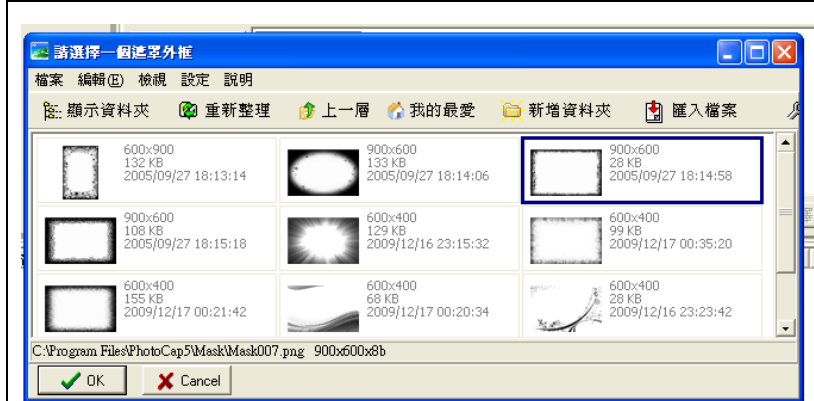 請選擇一個遮罩外框
檔案 編輯(E) 檢視 設定 說明
顯示資料夾 重新整理 上一層 我的最愛 新增資料夾 匯入檔案
600x900
132 KB
2005/09/27 18:13:14
900x600
133 KB
2005/09/27 18:14:06
900x600
28 KB
2005/09/27 18:14:58
900x600
108 KB
2005/09/27 18:15:18
600x400
129 KB
2009/12/16 23:15:32
600x400
99 KB
2009/12/17 00:35:20
600x400
155 KB
2009/12/17 00:21:42
600x400
68 KB
2009/12/17 00:20:34
600x400
28 KB
2009/12/16 23:23:42
C:\Program Files\PhotoCap5\Mask\Mask007.png 900x600x8b
OK Cancel